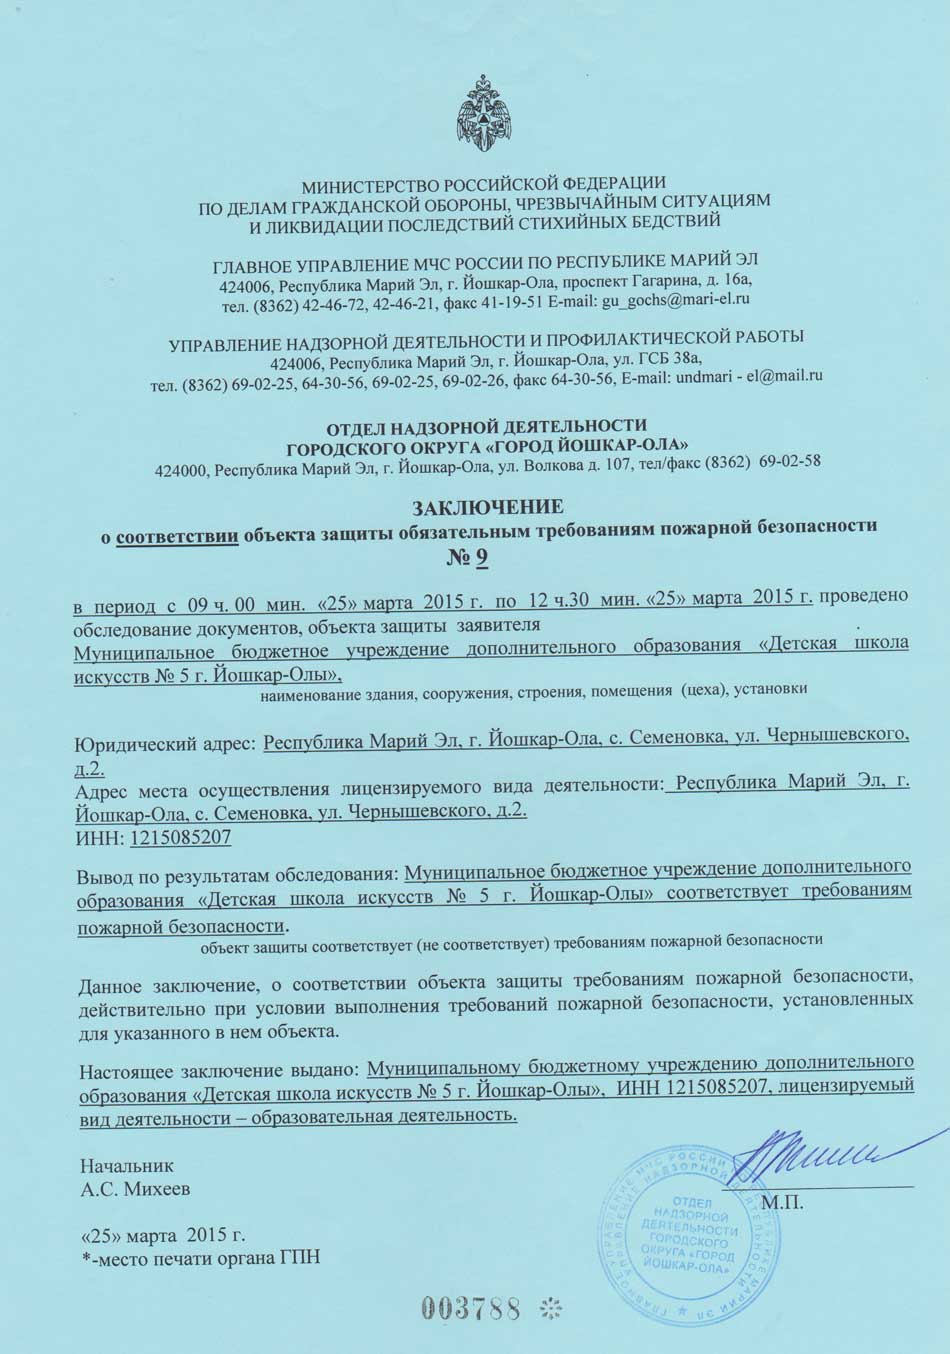 МИНИСТЕРСТВО РОССИЙСКОЙ ФЕДЕРАЦИИ
ПО ДЕЛАМ ГРАЖДАНСКОЙ ОБОРОНЫ, ЧРЕЗВЫЧАЙНЫМ СИТУАЦИЯМ
И ЛИКВИДАЦИИ ПОСЛЕДСТВИЙ СТИХИЙНЫХ БЕДСТВИЙ
ГЛАВНОЕ УПРАВЛЕНИЕ МЧС РОССИИ ПО РЕСПУБЛИКЕ МАРИЙ ЭЛ
424006, Республика Марий Эл, г. Йошкар-Ола, проспект Гагарина, д. 16а,
тел. (8362) 42-46-72, 42-46-21, факс 41-19-51 E-mail: gu_gochs@mari-el.ru
УПРАВЛЕНИЕ НАДЗОРНОЙ ДЕЯТЕЛЬНОСТИ И ПРОФИЛАКТИЧЕСКОЙ РАБОТЫ
424006, Республика Марий Эл, г. Йошкар-Ола, ул. ГСБ 38а,
тел. (8362) 69-02-25, 64-30-56, 69-02-25, 69-02-26, факс 64-30-56, E-mail: undmari - el@mail.ru
ОТДЕЛ НАДЗОРНОЙ ДЕЯТЕЛЬНОСТИ
ГОРОДСКОГО ОКРУГА «ГОРОД ЙОШКАР-ОЛА»
424000, Республика Марий Эл, г. Йошкар-Ола, ул. Волкова д. 107, тел/факс (8362) 69-02-58
ЗАКЛЮЧЕНИЕ
о соответствии объекта защиты обязательным требованиям пожарной безопасности
№ 9
в период с 09 ч. 00 мин. «25» марта 2015 г. по 12 ч.30 мин. «25» марта 2015 г. проведено
обследование документов, объекта защиты заявителя
Муниципальное бюджетное учреждение дополнительного образования «Детская школа
искусств № 5 г. Йошкар-Олы»,
наименование здания, сооружения, строения, помещения (цеха), установки
Юридический адрес: Республика Марий Эл, г. Йошкар-Ола, с. Семеновка, ул. Чернышевского,
д.2.
Адрес места осуществления лицензируемого вида деятельности: Республика Марий Эл, г.
Йошкар-Ола, с. Семеновка, ул. Чернышевского, д.2.
ИНН: 1215085207
Вывод по результатам обследования: Муниципальное бюджетное учреждение дополнительного
образования «Детская школа искусств № 5 г. Йошкар-Олы» соответствует требованиям
пожарной безопасности.
объект защиты соответствует (не соответствует) требованиям пожарной безопасности
Данное заключение, о соответствии объекта защиты требованиям пожарной безопасности,
действительно при условии выполнения требований пожарной безопасности, установленных
для указанного в нем объекта.
Настоящее заключение выдано: Муниципальному бюджетному учреждению дополнительного
образования «Детская школа искусств № 5 г. Йошкар-Олы», ИНН 1215085207, лицензируемый
вид деятельности – образовательная деятельность.
Начальник
А.С. Михеев
М.П.
ОТДЕЛ
НАДЗОРНОЙ
ДЕЯТЕЛЬНОСТИ
ГОРОДСКОГО
ОКРУГА «ГОРОД
ЙОШКАР-ОЛА»
«25» марта 2015 г.
*-место печати органа ГПН
003788